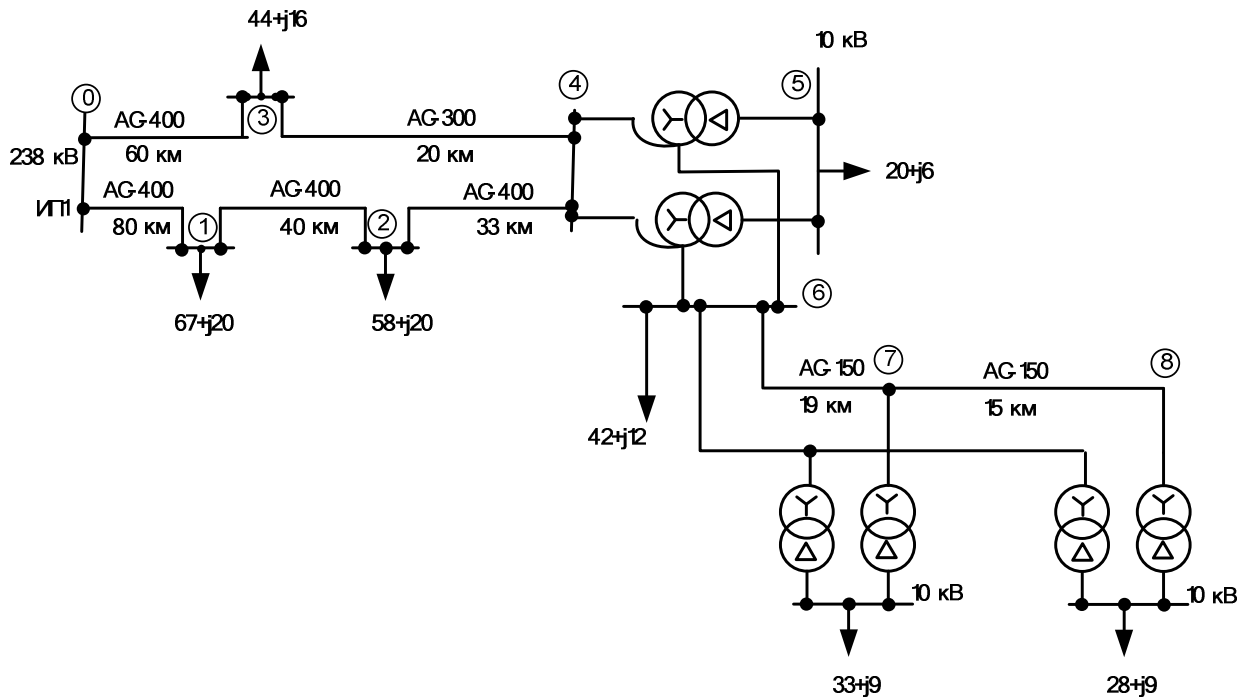 44+j16
10 кВ
0
4
5
АС-400
3
АС-300
238 кВ
60 км
20 км
20+j6
АС-400
АС-400
АС-400
ИП1
80 км
1
40 км
2
33 км
6
67+j20
58+j20
7
8
АС-150
АС-150
19 км
15 км
42+j12
10 кВ
10 кВ
33+j9
28+j9